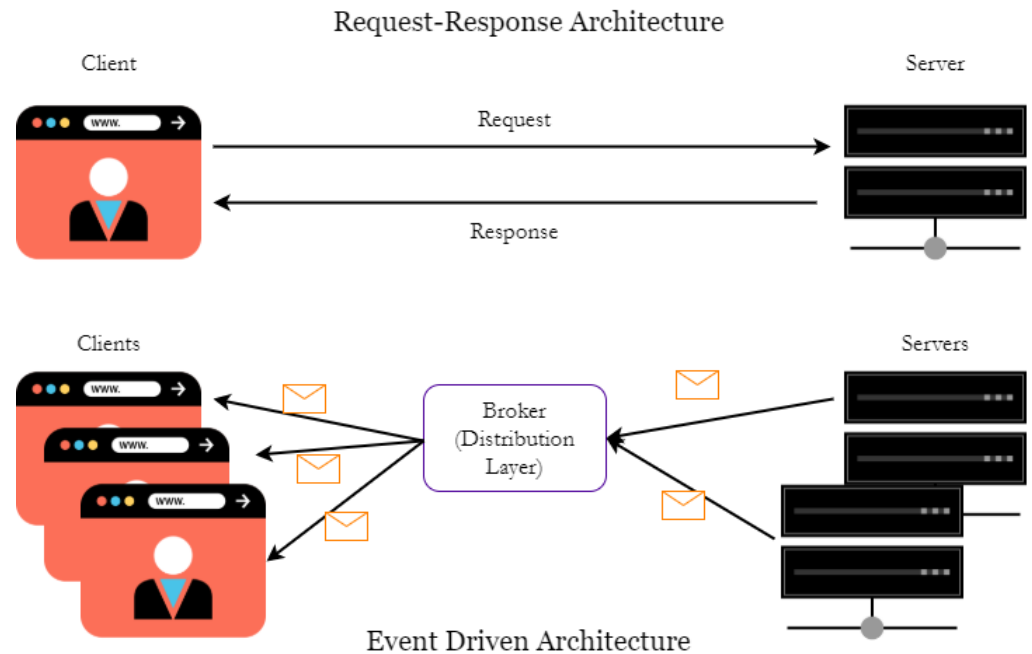 Request-Response Architecture
Client
Server
www.
Request
Response
Clients
Servers
www.
www.
www.
Broker
(Distribution
Layer)
Event Driven Architecture